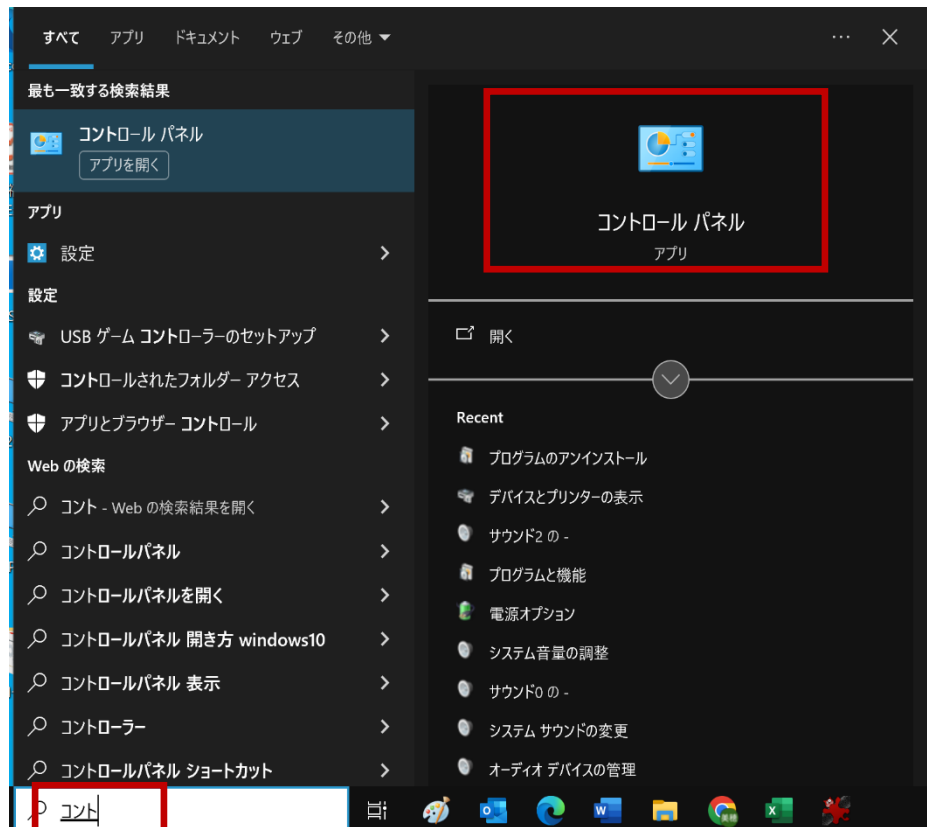 すべて アプリ ドキュメント ウェブ その他
最も一致する検索結果
コントロール パネル
アプリを開く
アプリ
設定
設定
USB ゲーム コントローラーのセットアップ
コントロールされたフォルダー アクセス
アプリとブラウザー コントロール
Web の検索
コント - Web の検索結果を開く
コントロールパネル
コントロールパネルを開く
コントロールパネル 開き方 windows10
コントロールパネル 表示
コントローラー
コントロールパネル ショートカット
コント
コントロール パネル
アプリ
開く
Recent
プログラムのアンインストール
デバイスとプリンターの表示
サウンド2 の -
プログラムと機能
電源オプション
システム音量の調整
サウンド0 の -
システム サウンドの変更
オーディオ デバイスの管理